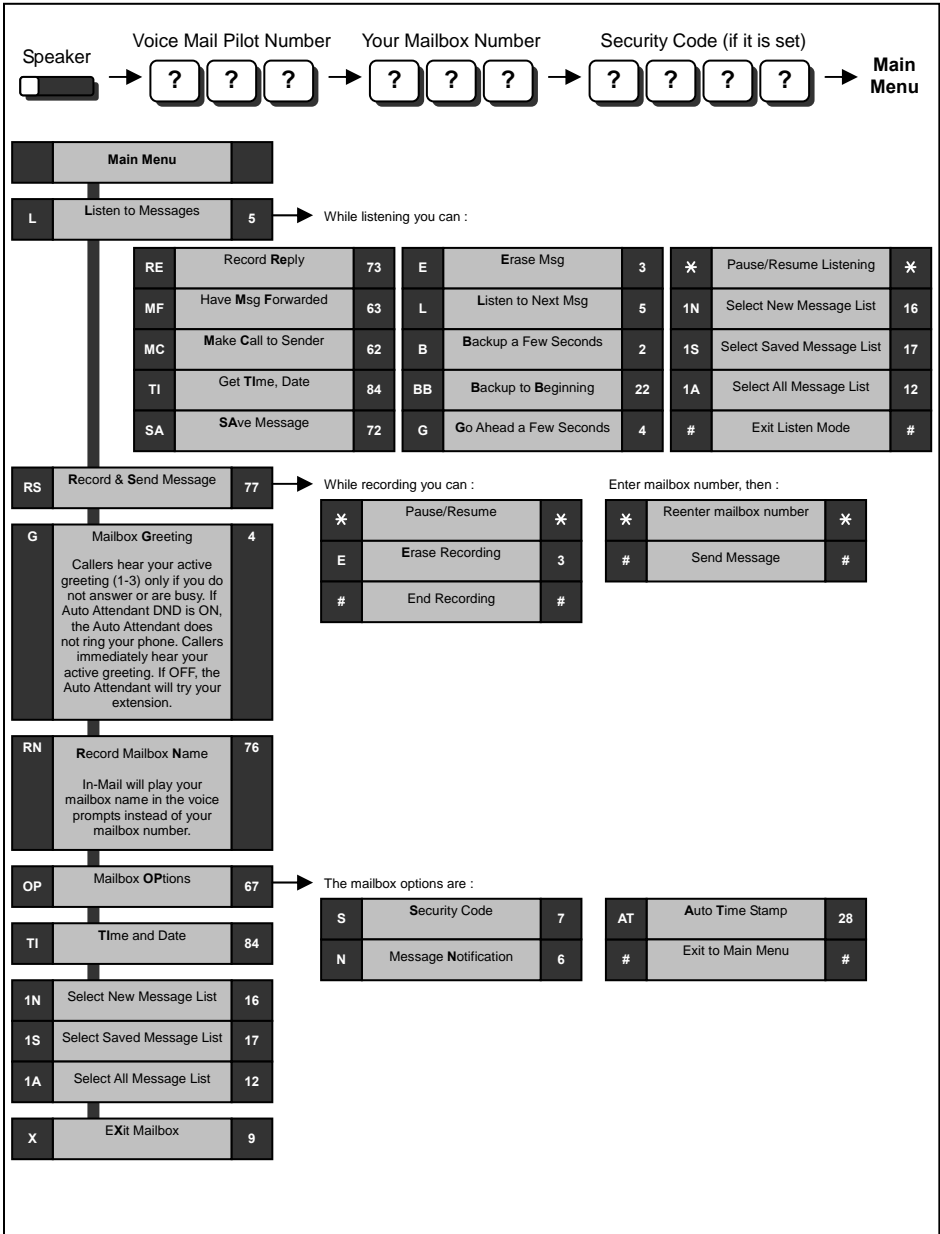 Speaker
Voice Mail Pilot Number
Your Mailbox Number
Security Code (if it is set)
? ? ?
? ? ?
? ? ? ?
Main
Menu
Main Menu
L Listen to Messages 5
While listening you can :
RE Record Reply 73
E Erase Msg 3
* Pause/Resume Listening *
MF Have Msg Forwarded 63
L Listen to Next Msg 5
1N Select New Message List 16
MC Make Call to Sender 62
B Backup a Few Seconds 2
1S Select Saved Message List 17
TI Get TIme, Date 84
BB Backup to Beginning 22
1A Select All Message List 12
SA SAve Message 72
G Go Ahead a Few Seconds 4
# Exit Listen Mode #
RS Record & Send Message 77
While recording you can :
Enter mailbox number, then :
* Pause/Resume *
* Reenter mailbox number *
E Erase Recording 3
# Send Message #
# End Recording #
G Mailbox Greeting 4
Callers hear your active
greeting (1-3) only if you do
not answer or are busy. If
Auto Attendant DND is ON,
the Auto Attendant does
not ring your phone. Callers
immediately hear your
active greeting. If OFF, the
Auto Attendant will try your
extension.
RN Record Mailbox Name 76
In-Mail will play your
mailbox name in the voice
prompts instead of your
mailbox number.
OP Mailbox OPtions 67
The mailbox options are :
S Security Code 7
AT Auto Time Stamp 28
N Message Notification 6
# Exit to Main Menu #
TI TIme and Date 84
1N Select New Message List 16
1S Select Saved Message List 17
1A Select All Message List 12
X EXit Mailbox 9